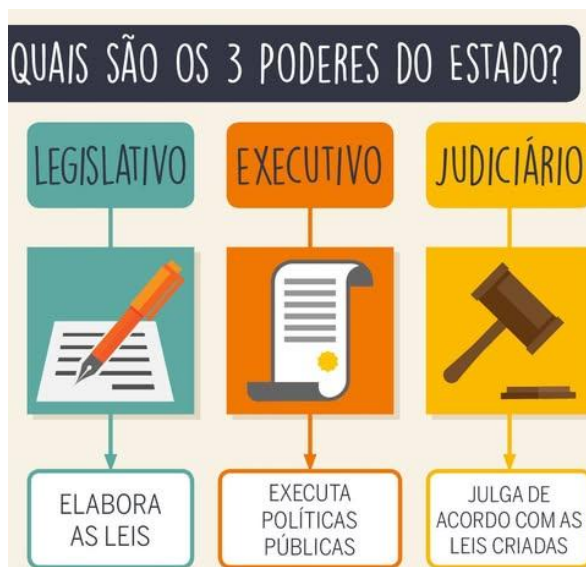 QUAIS SÃO OS 3 PODERES DO ESTADO?
LEGISLATIVO
EXECUTIVO
JUDICIÁRIO
ELABORA
AS LEIS
EXECUTA
POLÍTICAS
PÚBLICAS
JULGA DE
ACORDO COM AS
LEIS CRIADAS